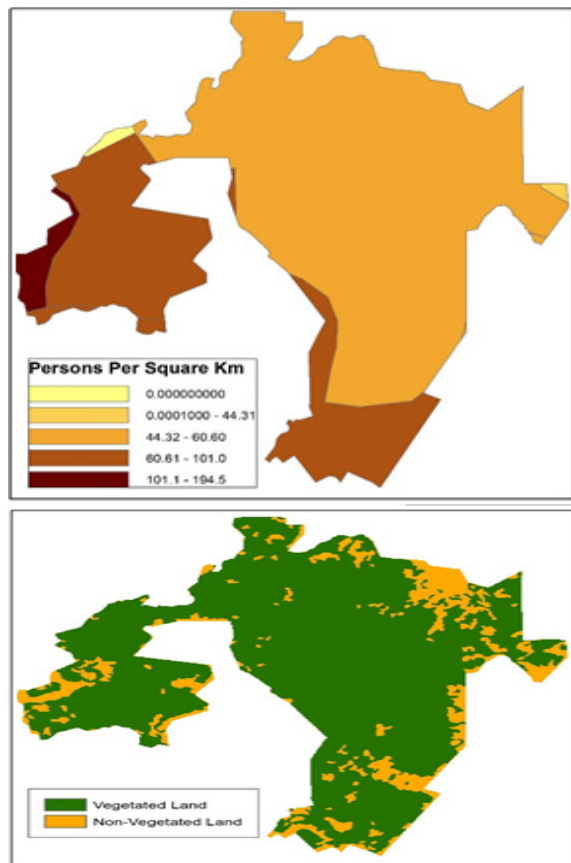 Persons Per Square Km
0.000000000
0.0001000 - 44.31
44.32 - 60.60
60.61 - 101.0
101.1 - 194.5
Vegetated Land
Non-Vegetated Land